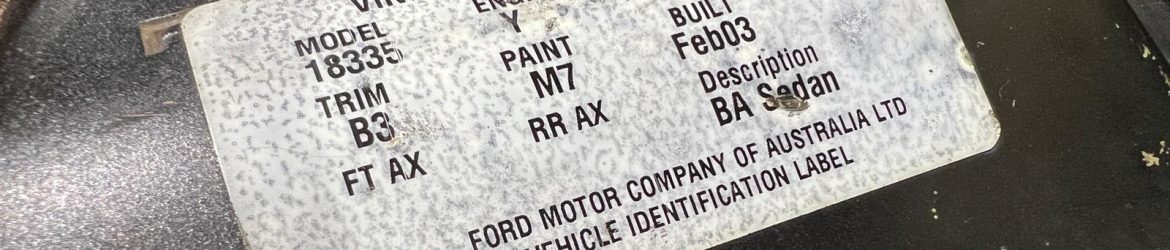 MODEL BUILT
18335 Y Feb03
TRIM PAINT Description
B3 M7 BA Sedan
FT AX RR AX
FORD MOTOR COMPANY OF AUSTRALIA LTD
VEHICLE IDENTIFICATION LABEL